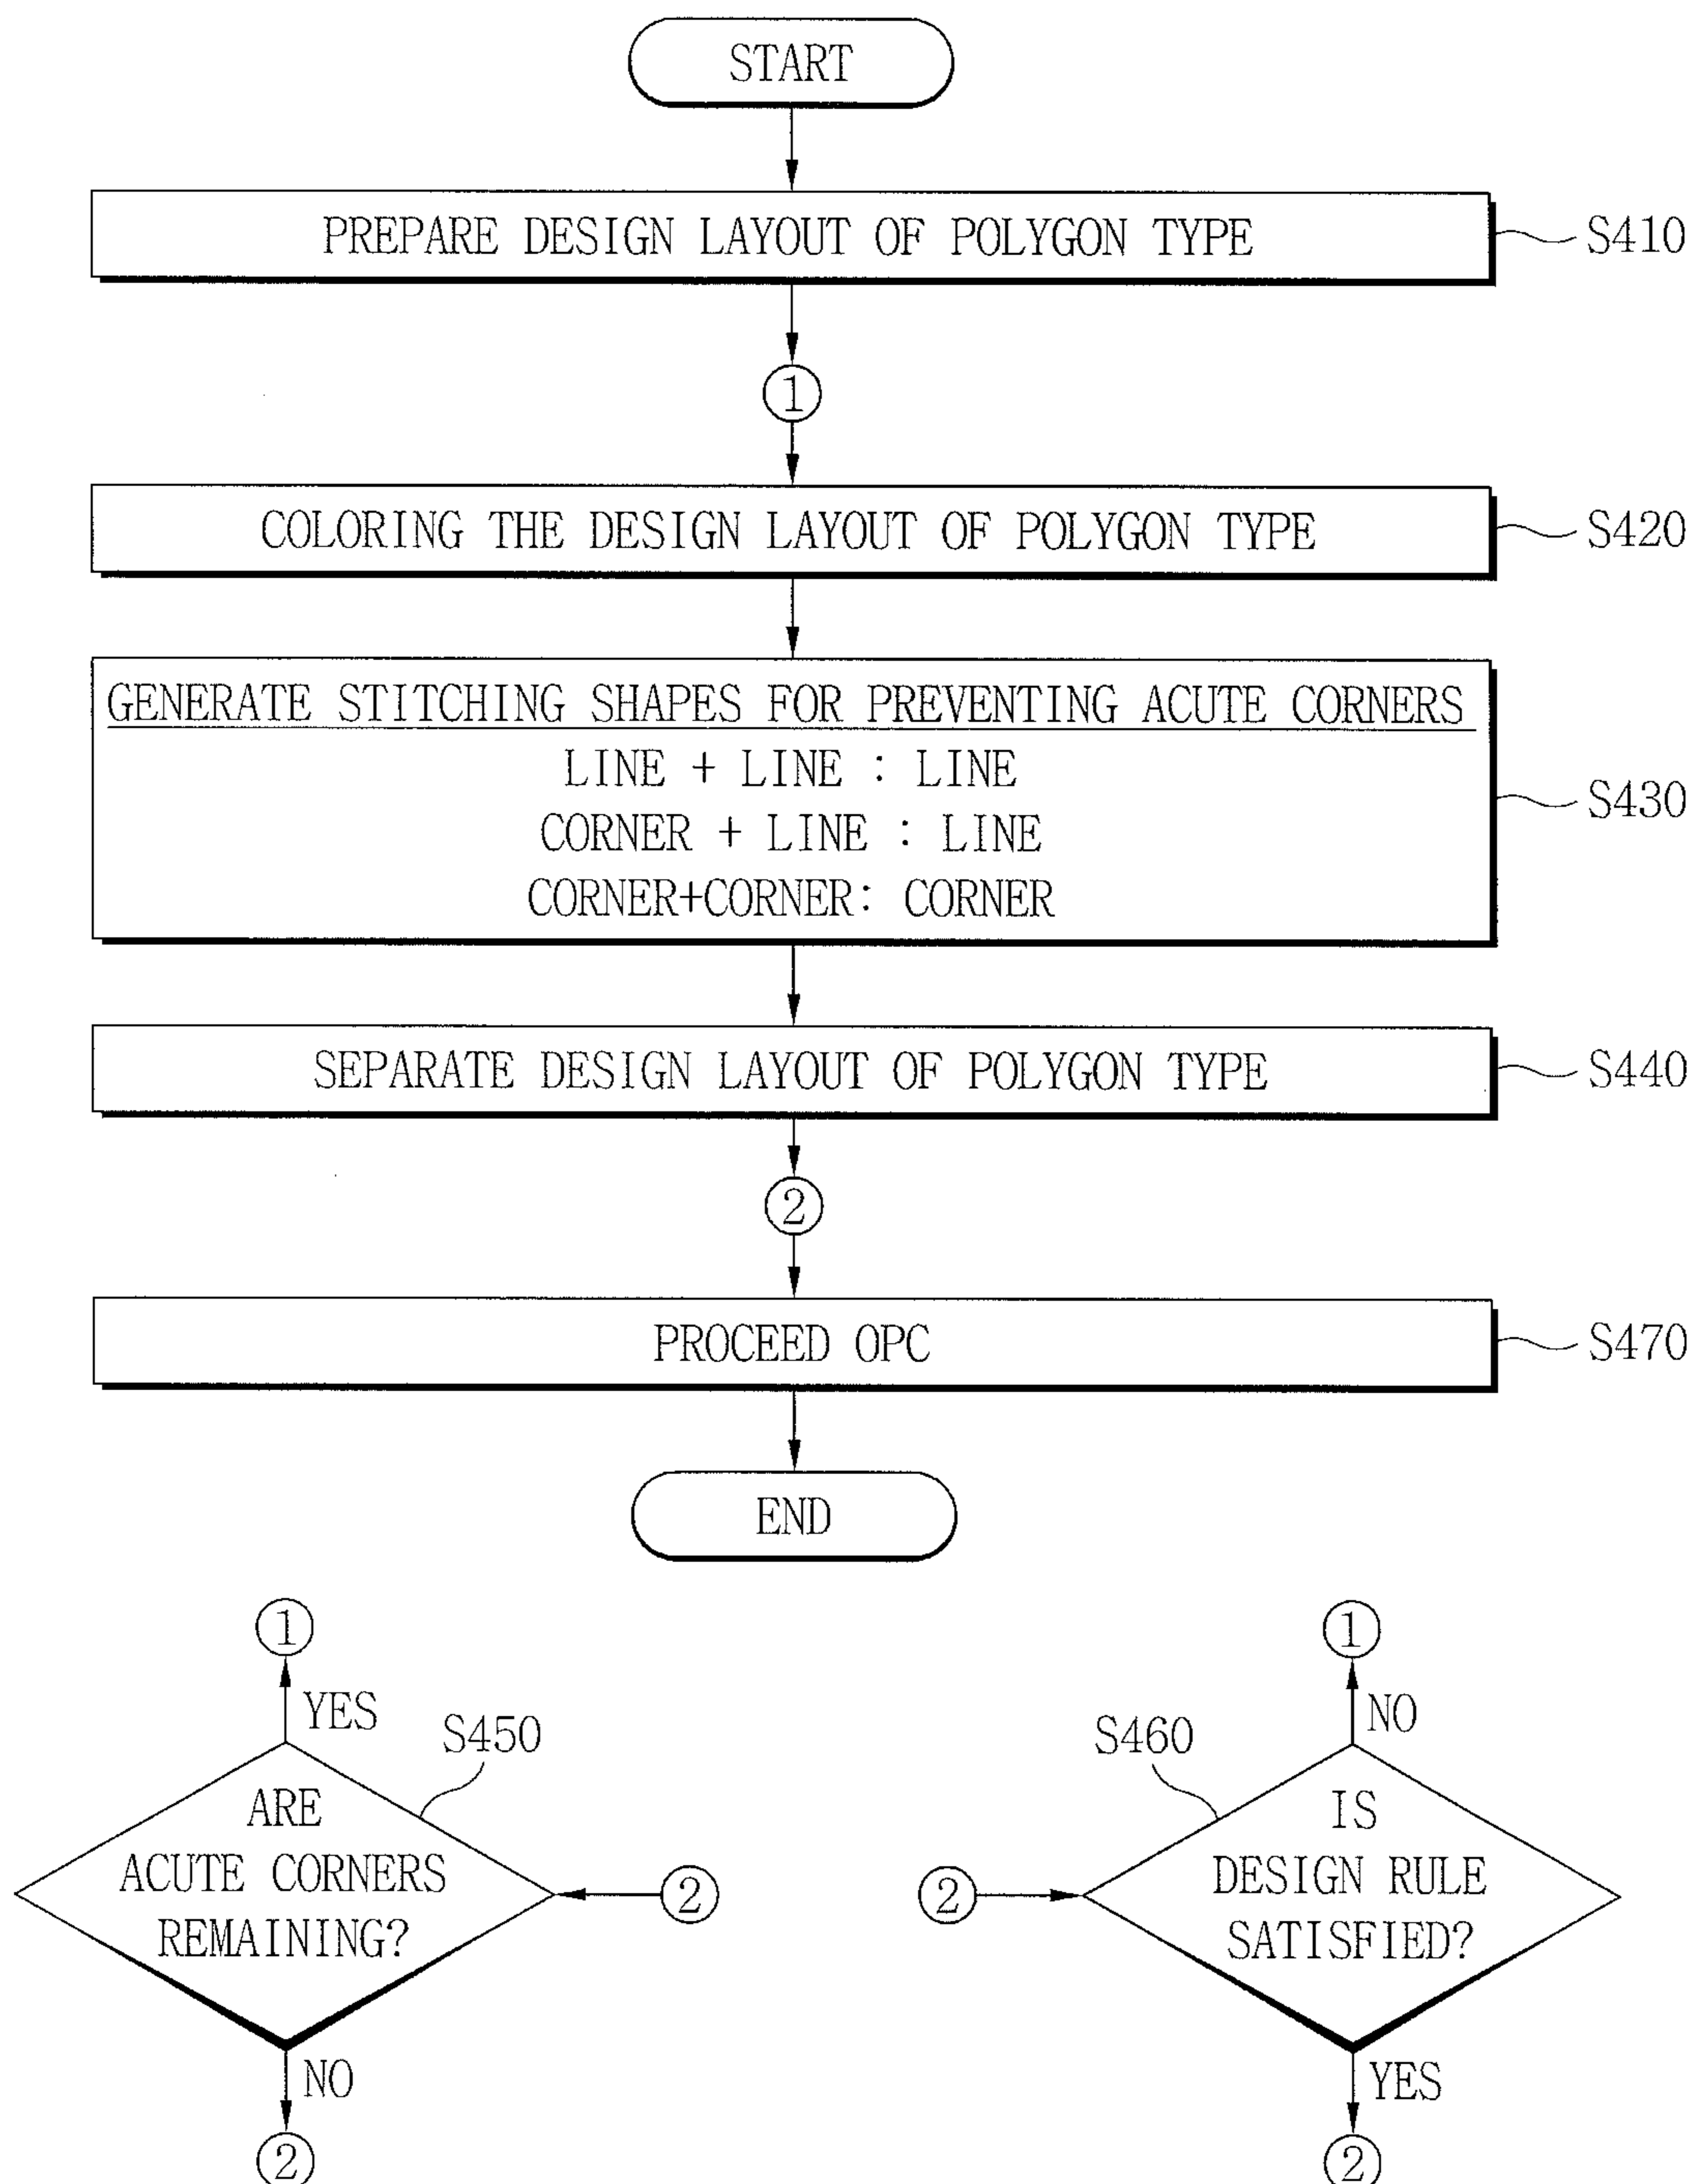 START
PREPARE DESIGN LAYOUT OF POLYGON TYPE
S410
①
COLORING THE DESIGN LAYOUT OF POLYGON TYPE
S420
GENERATE STITCHING SHAPES FOR PREVENTING ACUTE CORNERS
LINE + LINE : LINE
CORNER + LINE : LINE
CORNER+CORNER: CORNER
S430
SEPARATE DESIGN LAYOUT OF POLYGON TYPE
S440
②
PROCEED OPC
S470
END
①
YES
S450
ARE
ACUTE CORNERS
REMAINING?
②
NO
②
①
NO
S460
IS
DESIGN RULE
SATISFIED?
②
YES
②